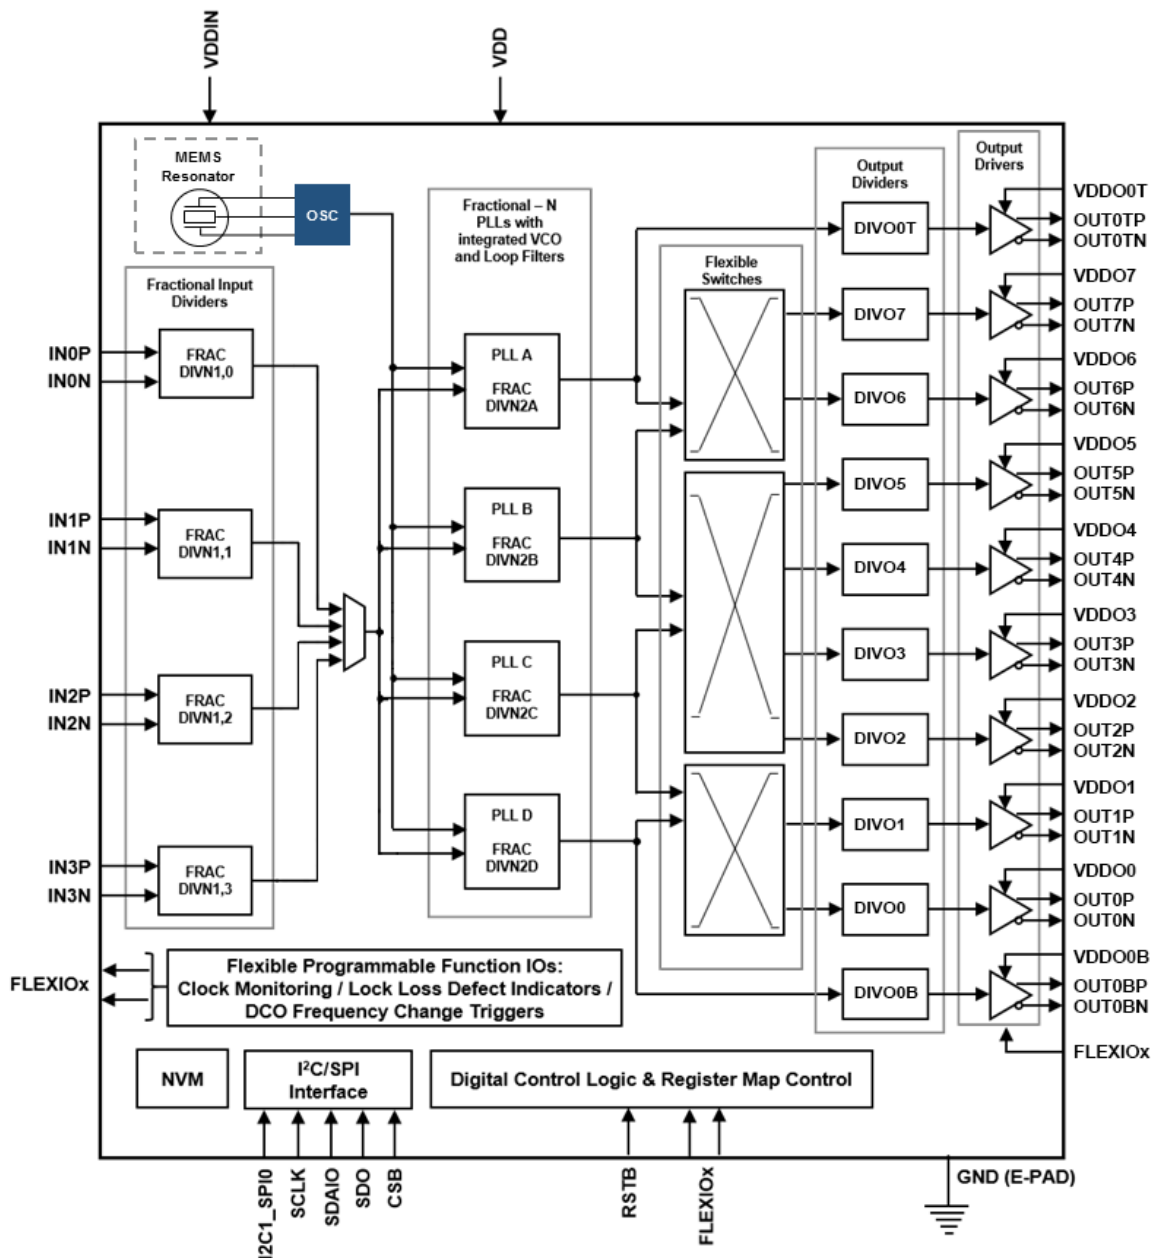 VDDIN
VDD
MEMS
Resonator
OSC
Fractional – N
PLLs with
integrated VCO
and Loop Filters
Output
Dividers
Output
Drivers
Flexible
Switches
Fractional Input
Dividers
IN0P
IN0N
FRAC
DIVN1,0
IN1P
IN1N
FRAC
DIVN1,1
IN2P
IN2N
FRAC
DIVN1,2
IN3P
IN3N
FRAC
DIVN1,3
PLL A
FRAC
DIVN2A
PLL B
FRAC
DIVN2B
PLL C
FRAC
DIVN2C
PLL D
FRAC
DIVN2D
DIVO0T
DIVO7
DIVO6
DIVO5
DIVO4
DIVO3
DIVO2
DIVO1
DIVO0
DIVO0B
VDDO0T
OUT0TP
OUT0TN
VDDO7
OUT7P
OUT7N
VDDO6
OUT6P
OUT6N
VDDO5
OUT5P
OUT5N
VDDO4
OUT4P
OUT4N
VDDO3
OUT3P
OUT3N
VDDO2
OUT2P
OUT2N
VDDO1
OUT1P
OUT1N
VDDO0
OUT0P
OUT0N
VDDO0B
OUT0BP
OUT0BN
FLEXIOx
FLEXIOx
Flexible Programmable Function IOs:
Clock Monitoring / Lock Loss Defect Indicators /
DCO Frequency Change Triggers
NVM
I²C/SPI
Interface
Digital Control Logic & Register Map Control
I2C1_SPI0
SCLK
SDAIO
SDO
CSB
RSTB
FLEXIOx
GND (E-PAD)